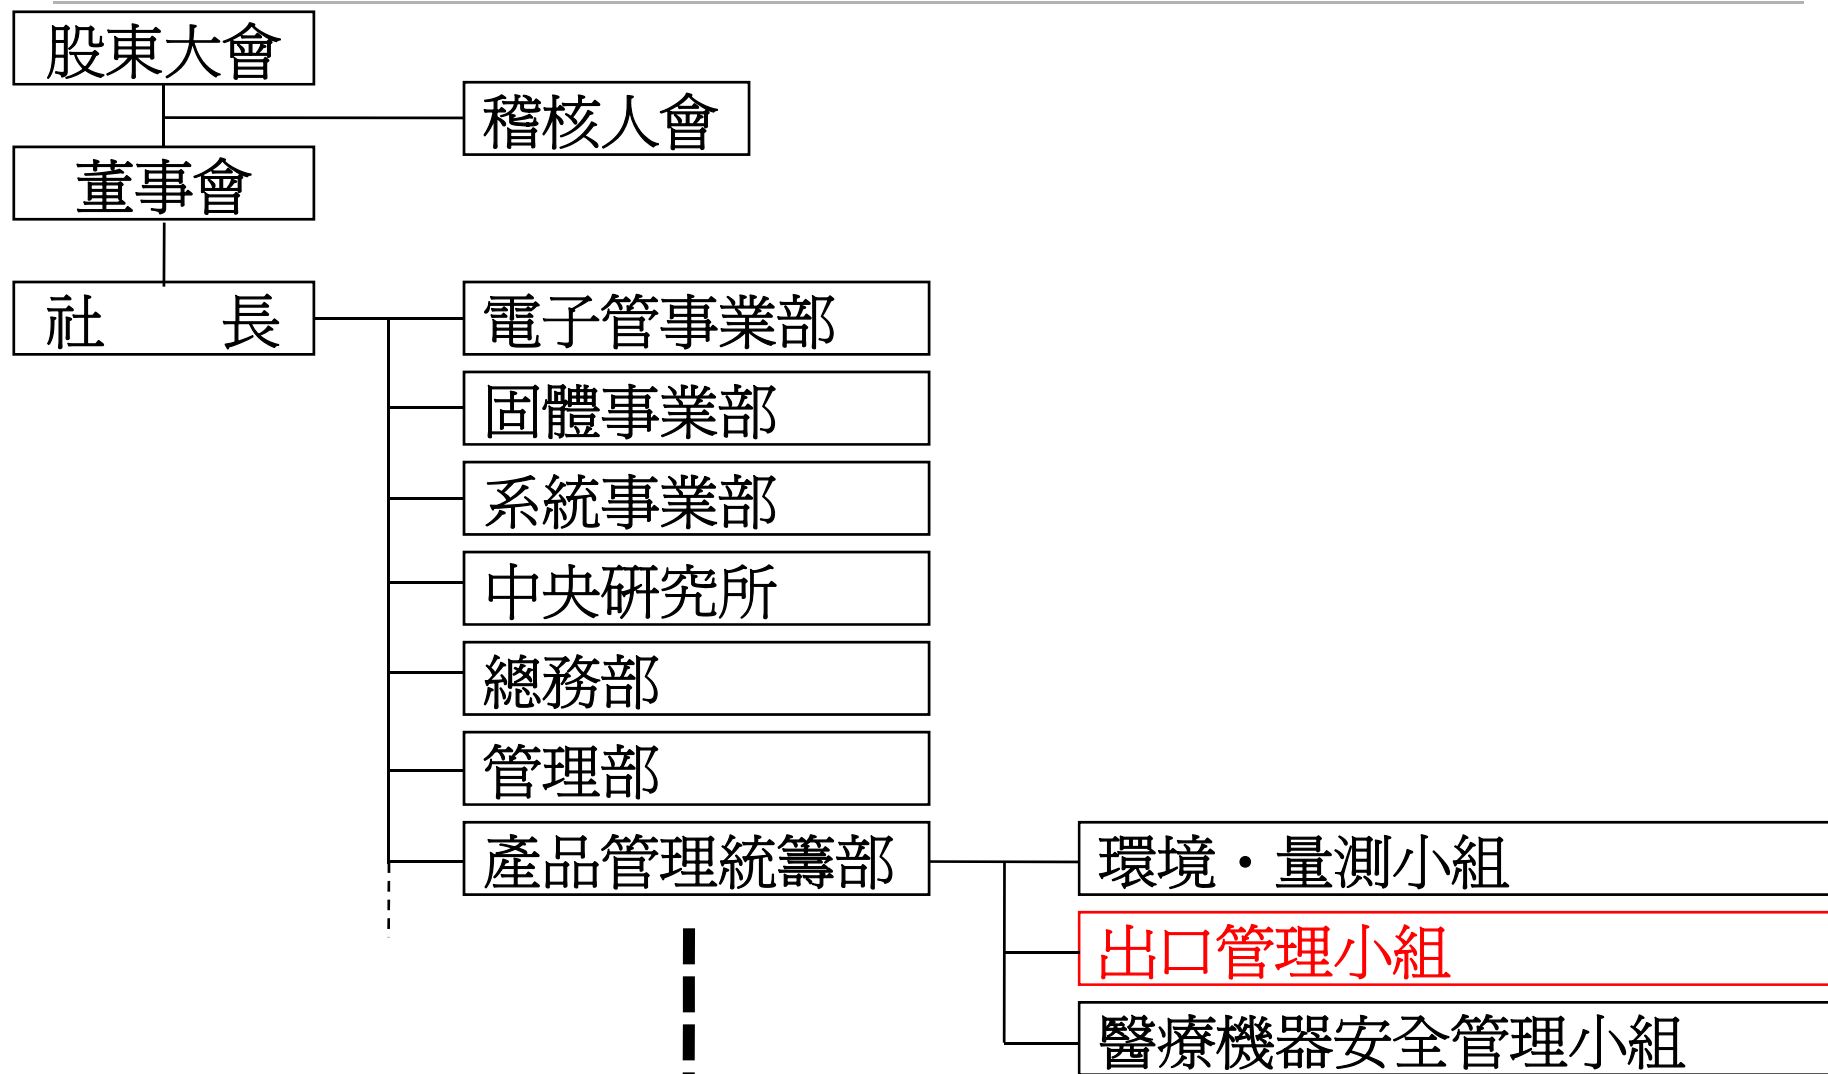 股東大會
稽核人會
董事會
社　　長
電子管事業部
固體事業部
系統事業部
中央研究所
總務部
管理部
產品管理統籌部
環境・量測小組
出口管理小組
醫療機器安全管理小組